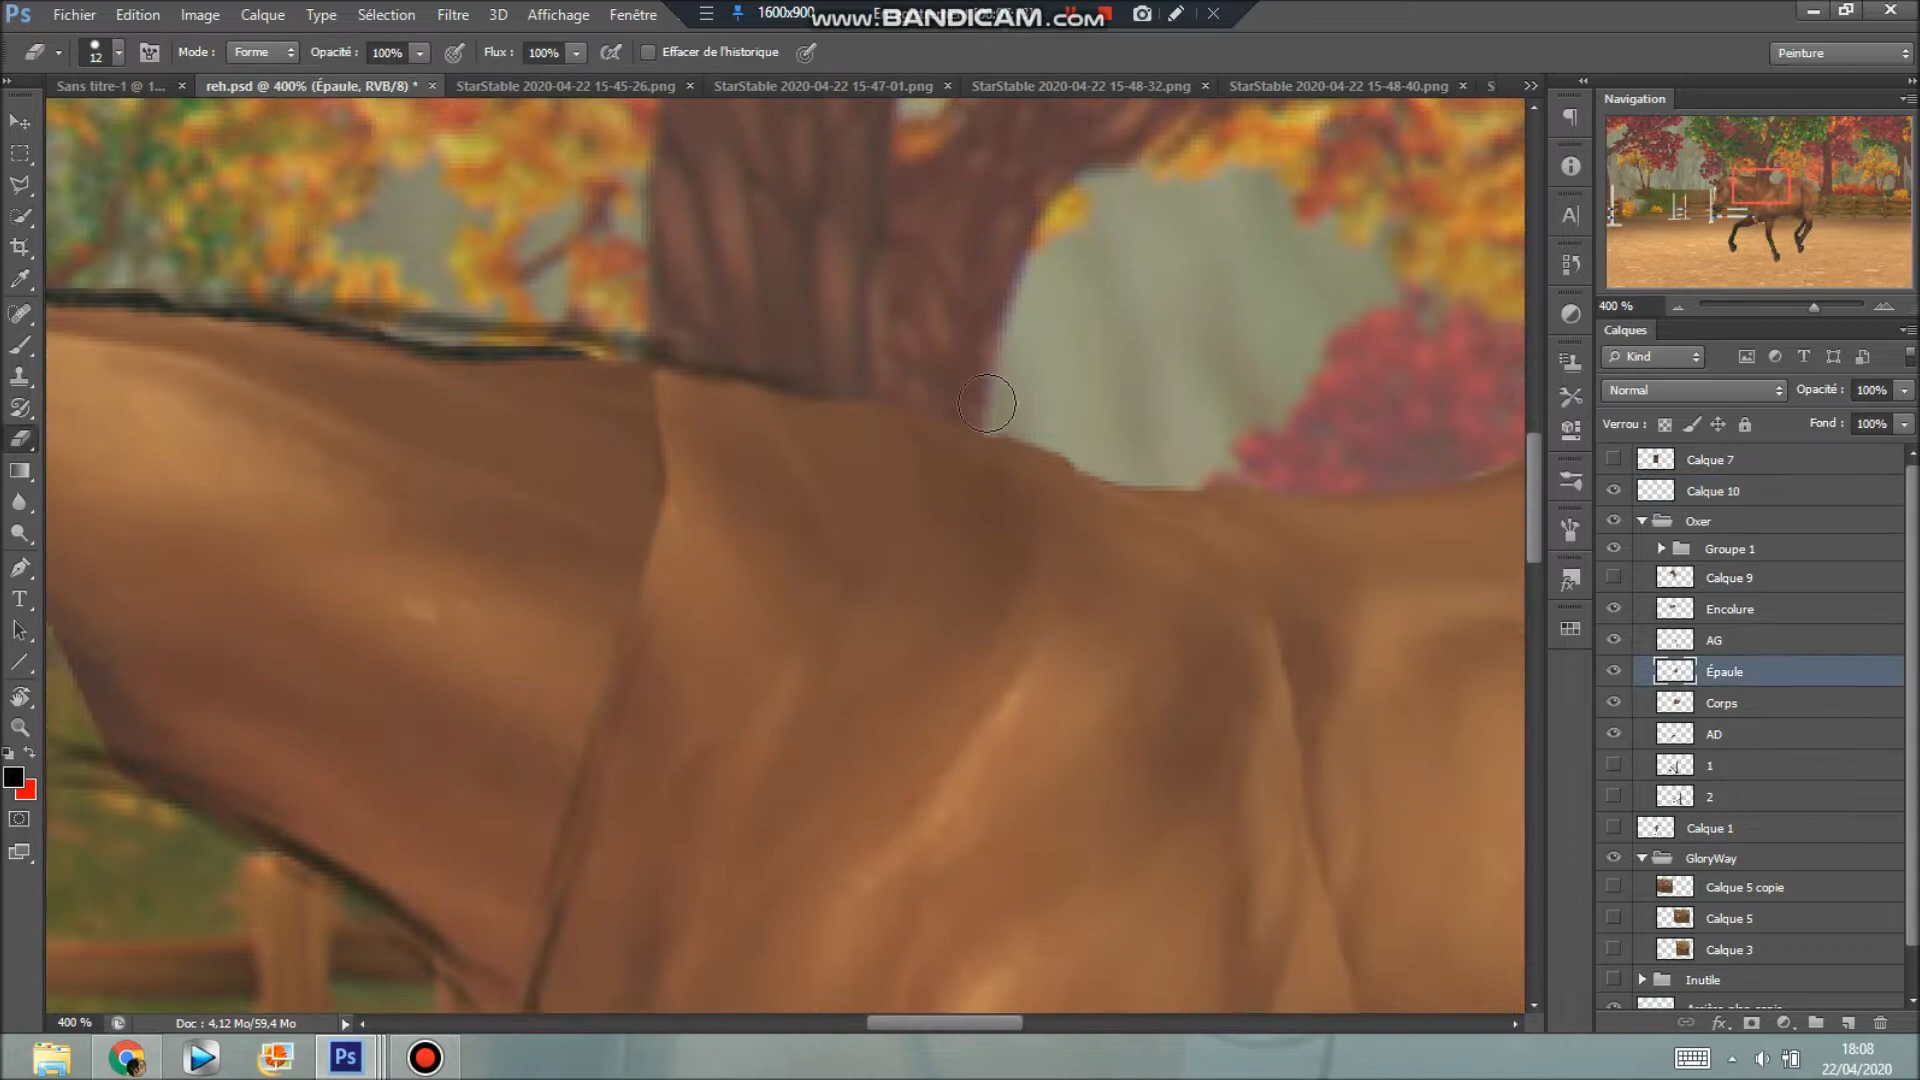 Ps Fichier Edition Image Calque Type Sélection Filtre 3D Affichage Fenêtre 1600x900 www.BANDICAM.com
12 Mode : Forme Opacité : 100% Flux : 100% Effacer de l'historique Peinture
Sans titre-1 @ 1... × reh.psd @ 400% (Épaule, RVB/8) * × StarStable 2020-04-22 15-45-26.png × StarStable 2020-04-22 15-47-01.png × StarStable 2020-04-22 15-48-32.png × StarStable 2020-04-22 15-48-40.png × S
Navigation
400 %
Calques
Kind
Normal Opacité : 100%
Verrou : Fond : 100%
Calque 7
Calque 10
Oxer
Groupe 1
Calque 9
Encolure
AG
Épaule
Corps
AD
1
2
Calque 1
GloryWay
Calque 5 copie
Calque 5
Calque 3
Inutile
400 % Doc : 4,12 Mo/59,4 Mo
Ps
18:08
22/04/2020